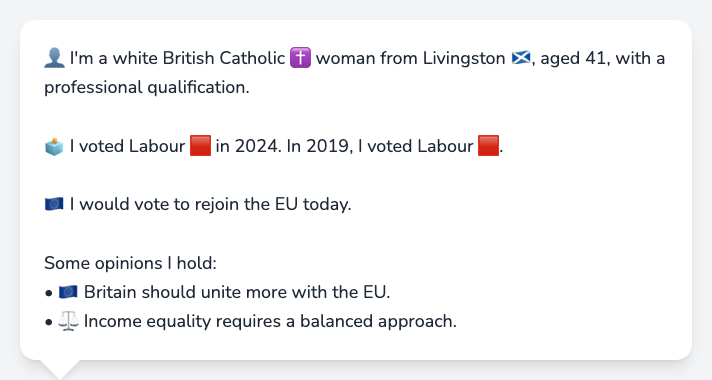 👤 I'm a white British Catholic ✝️ woman from Livingston 🏴󠁧󠁢󠁳󠁣󠁴󠁿, aged 41, with a
professional qualification.
🗳️ I voted Labour 🟥 in 2024. In 2019, I voted Labour 🟥.
🇪🇺 I would vote to rejoin the EU today.
Some opinions I hold:
• 🇪🇺 Britain should unite more with the EU.
• ⚖️ Income equality requires a balanced approach.